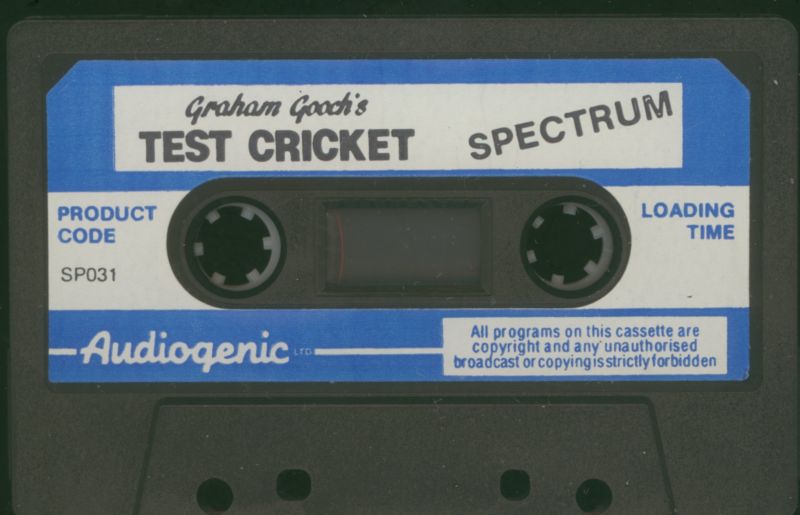 Graham Gooch's
TEST CRICKET
SPECTRUM
PRODUCT
CODE
SP031
LOADING
TIME
Audiogenic LTD
All programs on this cassette are
copyright and any unauthorised
broadcast or copying is strictly forbidden